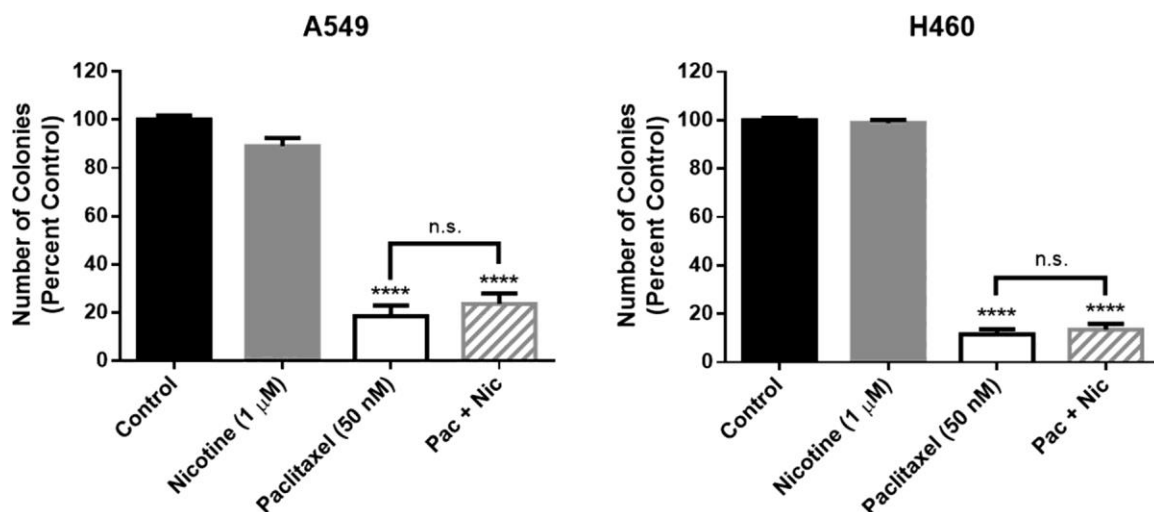 A549
Number of Colonies
(Percent Control)
120
100
80
60
40
20
0
n.s.
****
****
Control
Nicotine (1 μM)
Paclitaxel (50 nM)
Pac + Nic
H460
Number of Colonies
(Percent Control)
120
100
80
60
40
20
0
n.s.
****
****
Control
Nicotine (1 μM)
Paclitaxel (50 nM)
Pac + Nic